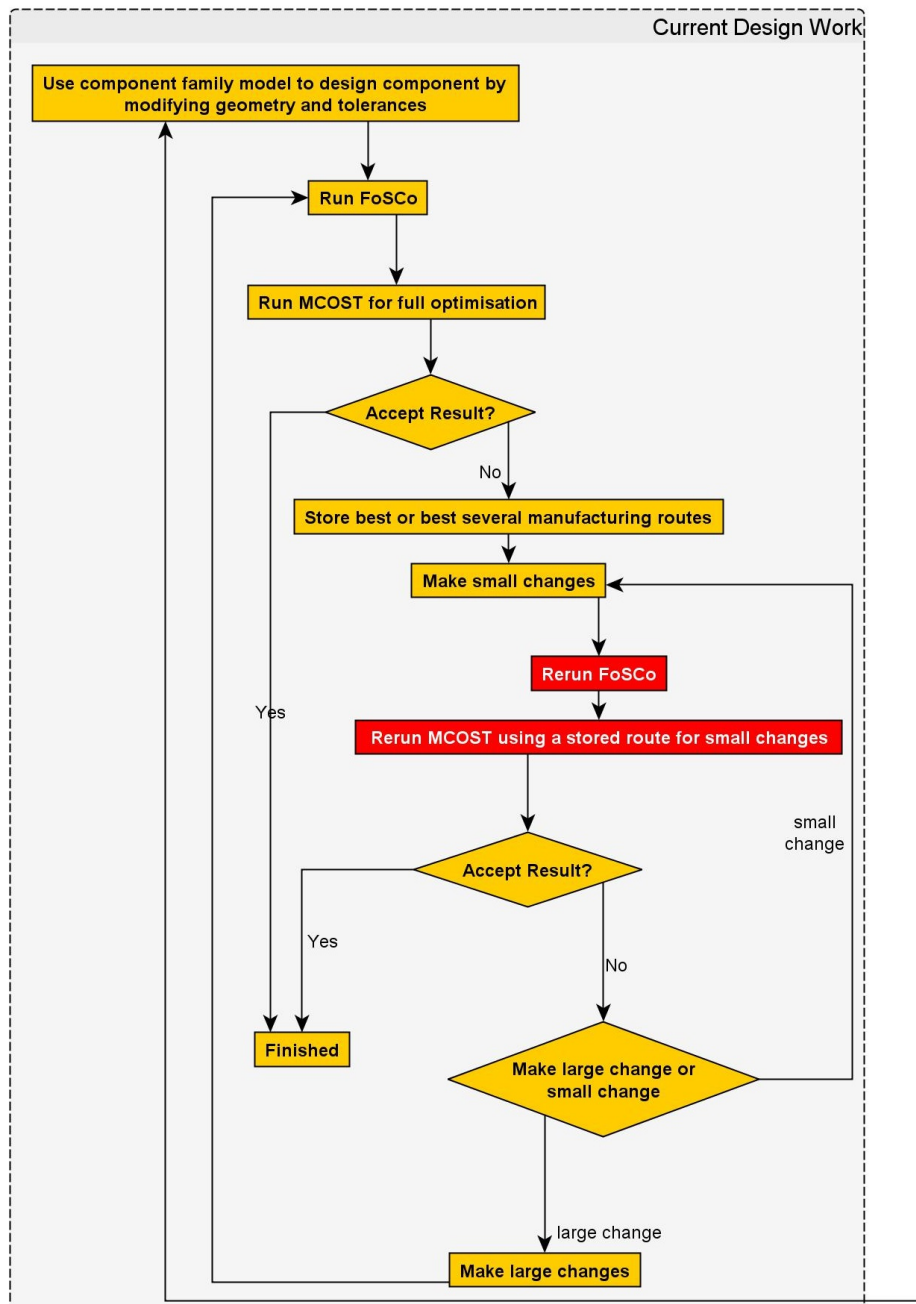 Current Design Work
Use component family model to design component by
modifying geometry and tolerances
Run FoSCo
Run MCOST for full optimisation
Accept Result?
No
Store best or best several manufacturing routes
Make small changes
Rerun FoSCo
Yes
Rerun MCOST using a stored route for small changes
small
change
Accept Result?
Yes
No
Finished
Make large change or
small change
large change
Make large changes